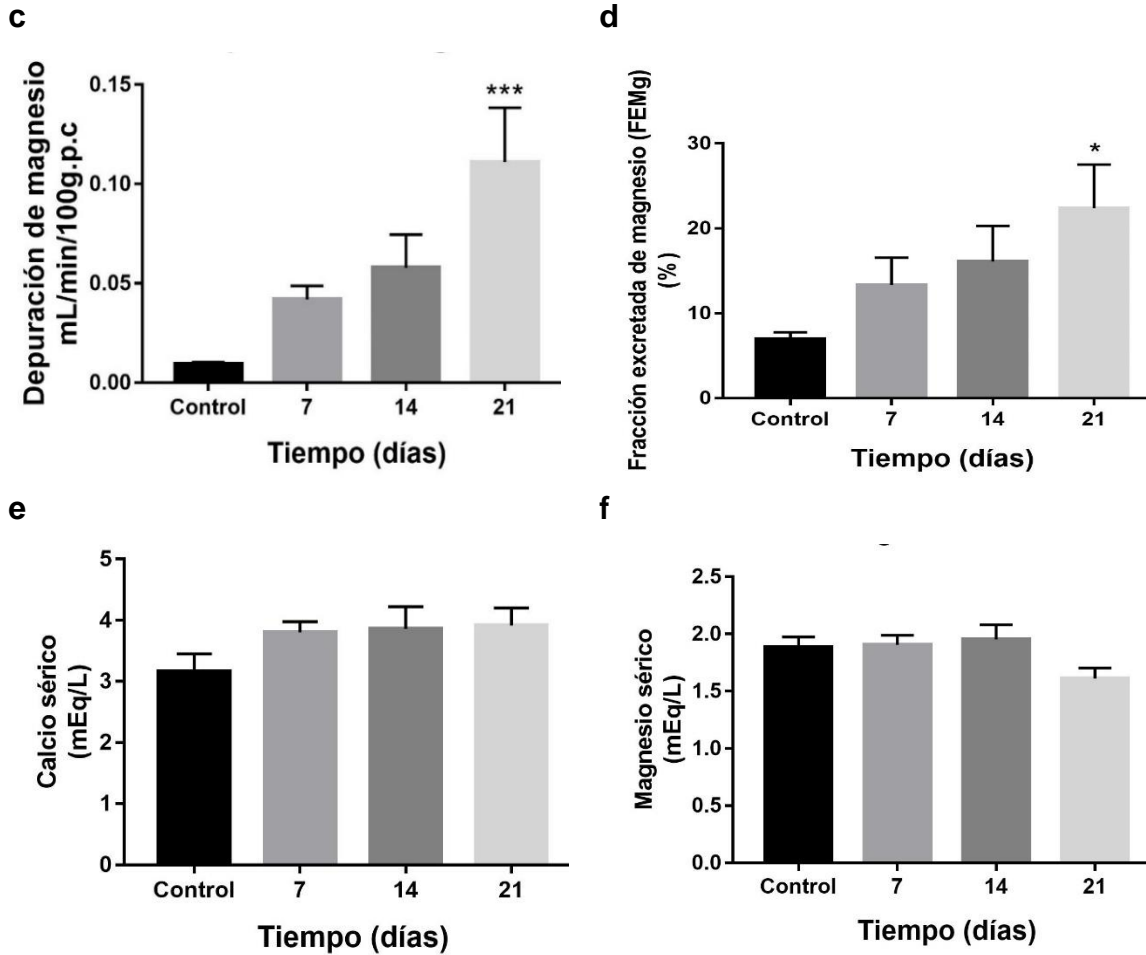 c
Depuración de magnesio
mL/min/100g.p.c
0.15
0.10
0.05
0.00
***
Control 7 14 21
Tiempo (días)
d
Fracción excretada de magnesio (FEMg)
(%)
30
20
10
0
*
Control 7 14 21
Tiempo (días)
e
Calcio sérico
(mEq/L)
5
4
3
2
1
0
Control 7 14 21
Tiempo (días)
f
Magnesio sérico
(mEq/L)
2.5
2.0
1.5
1.0
0.5
0.0
Control 7 14 21
Tiempo (días)